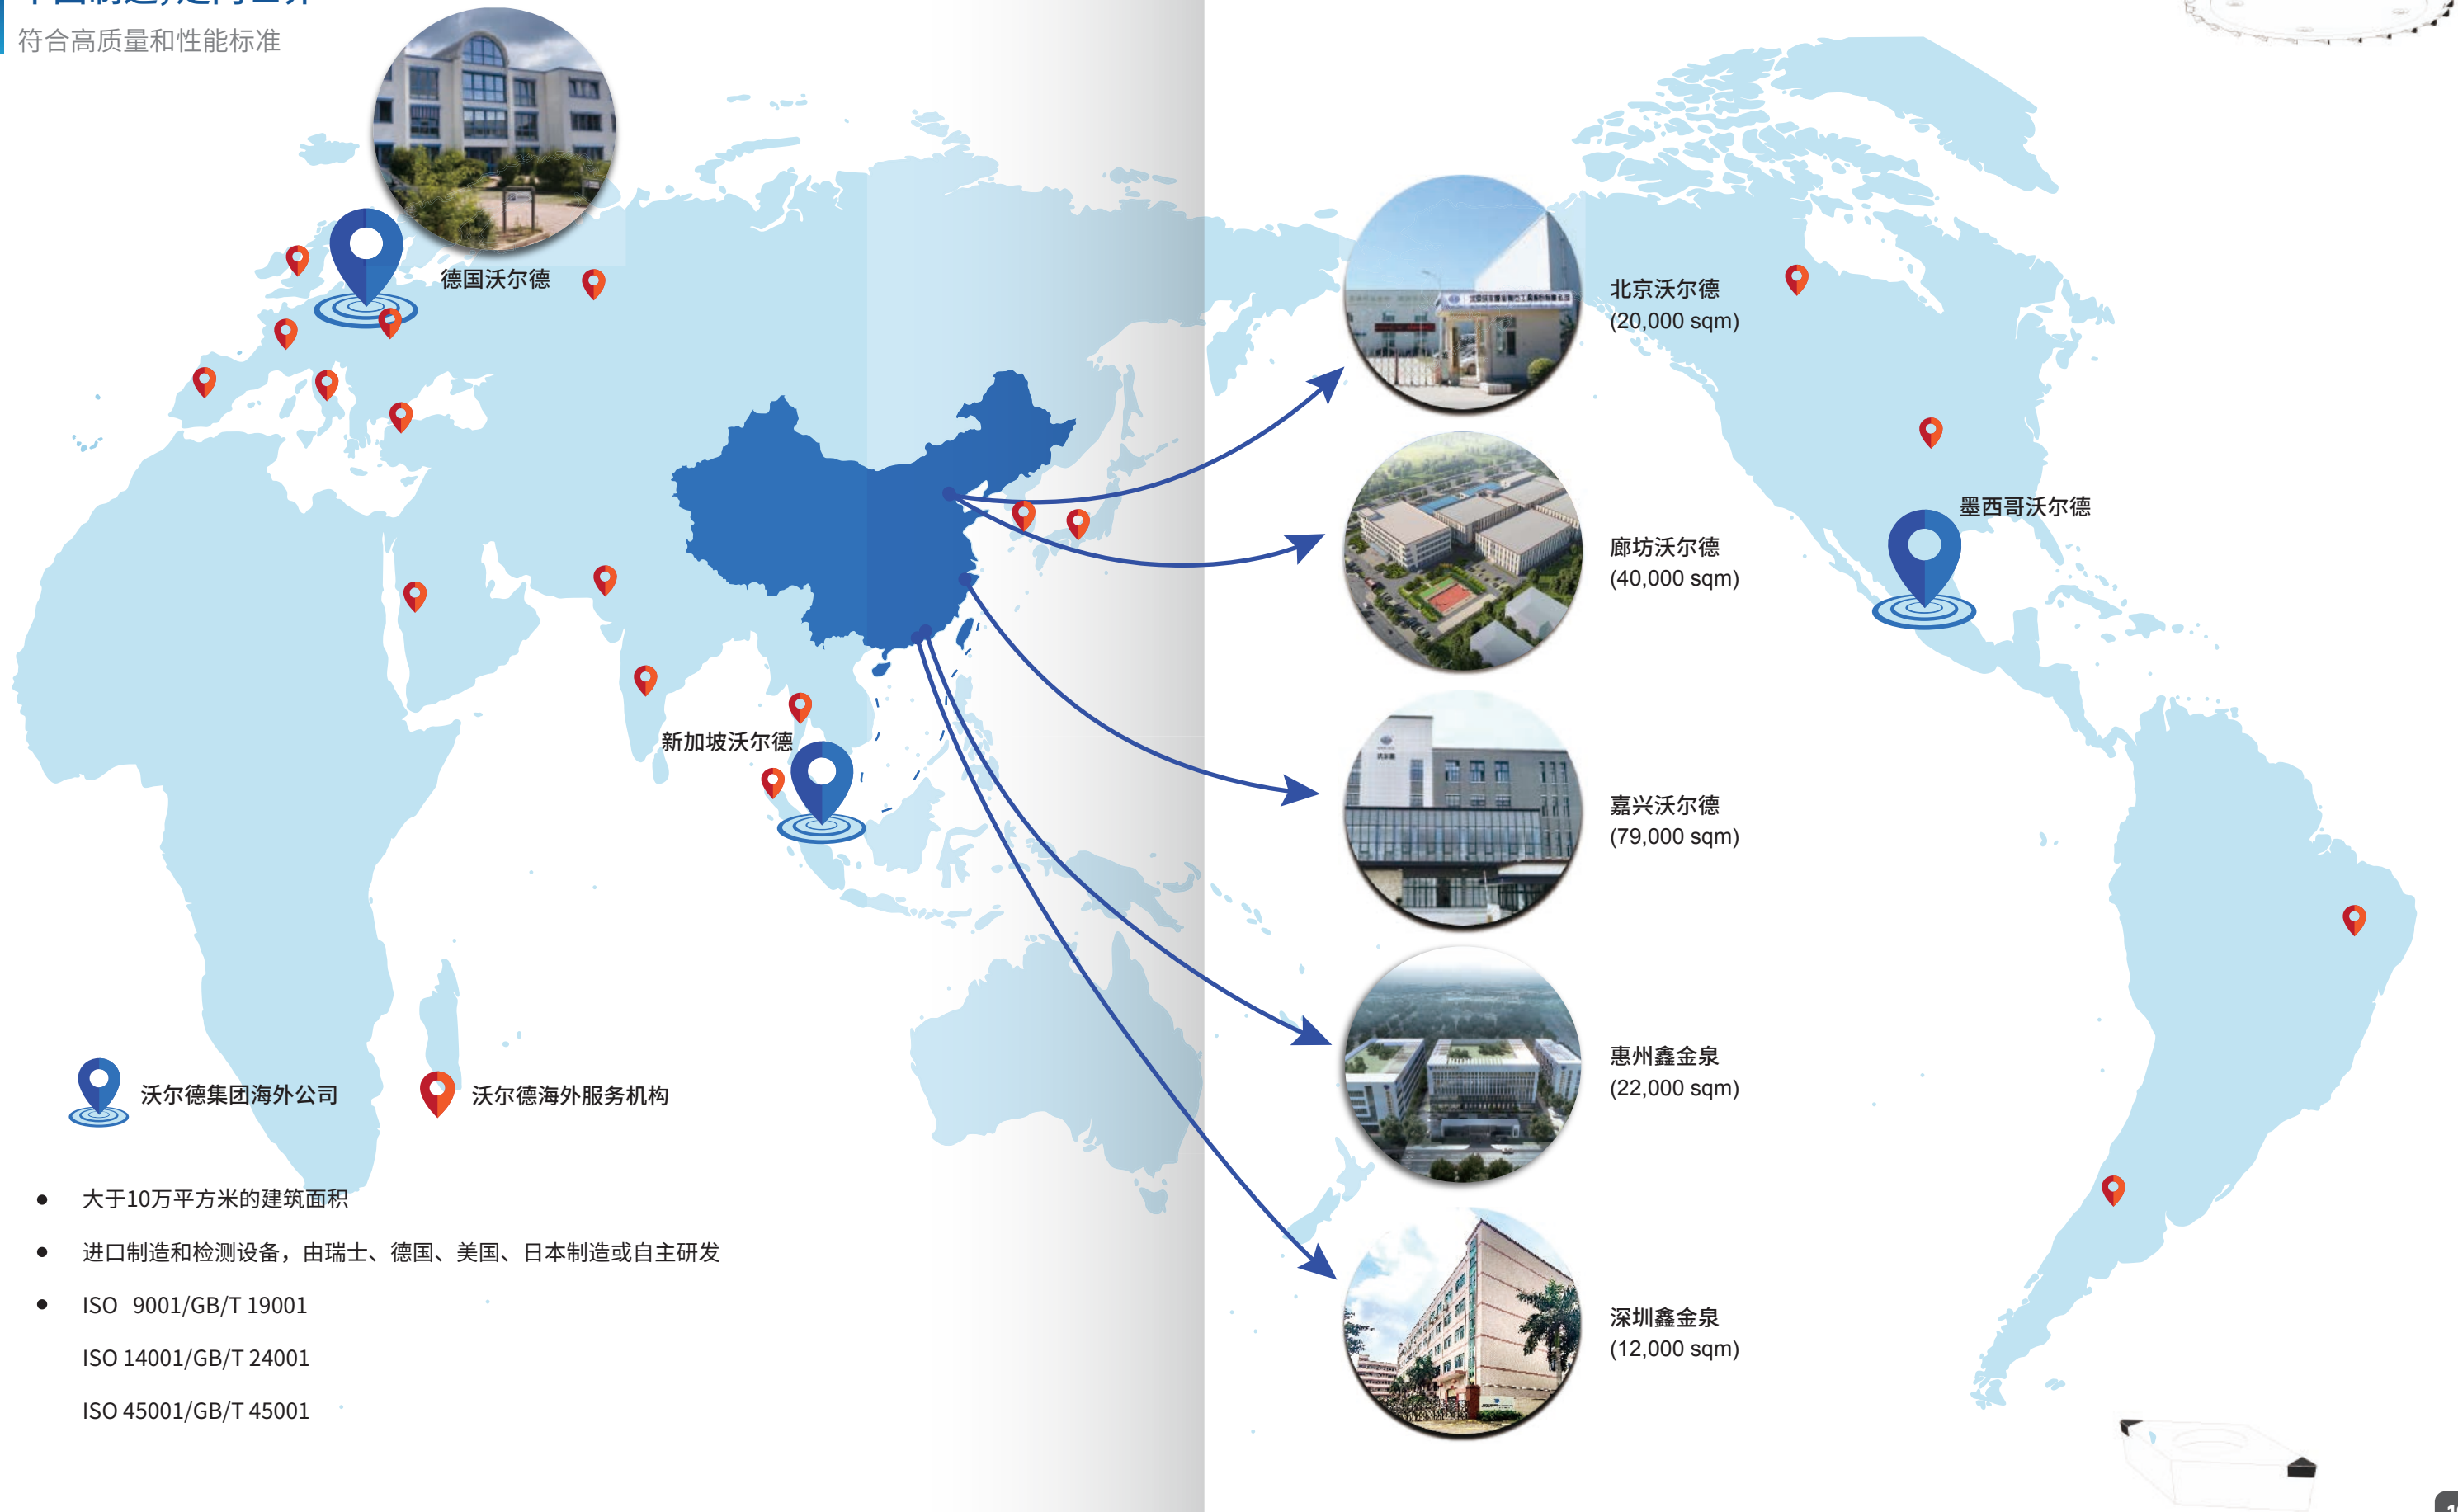 符合高质量和性能标准
德国沃尔德
北京沃尔德
(20,000 sqm)
墨西哥沃尔德
廊坊沃尔德
(40,000 sqm)
新加坡沃尔德
嘉兴沃尔德
(79,000 sqm)
惠州鑫金泉
(22,000 sqm)
沃尔德集团海外公司
沃尔德海外服务机构
大于10万平方米的建筑面积
进口制造和检测设备，由瑞士、德国、美国、日本制造或自主研发
ISO 9001/GB/T 19001
ISO 14001/GB/T 24001
ISO 45001/GB/T 45001
深圳鑫金泉
(12,000 sqm)